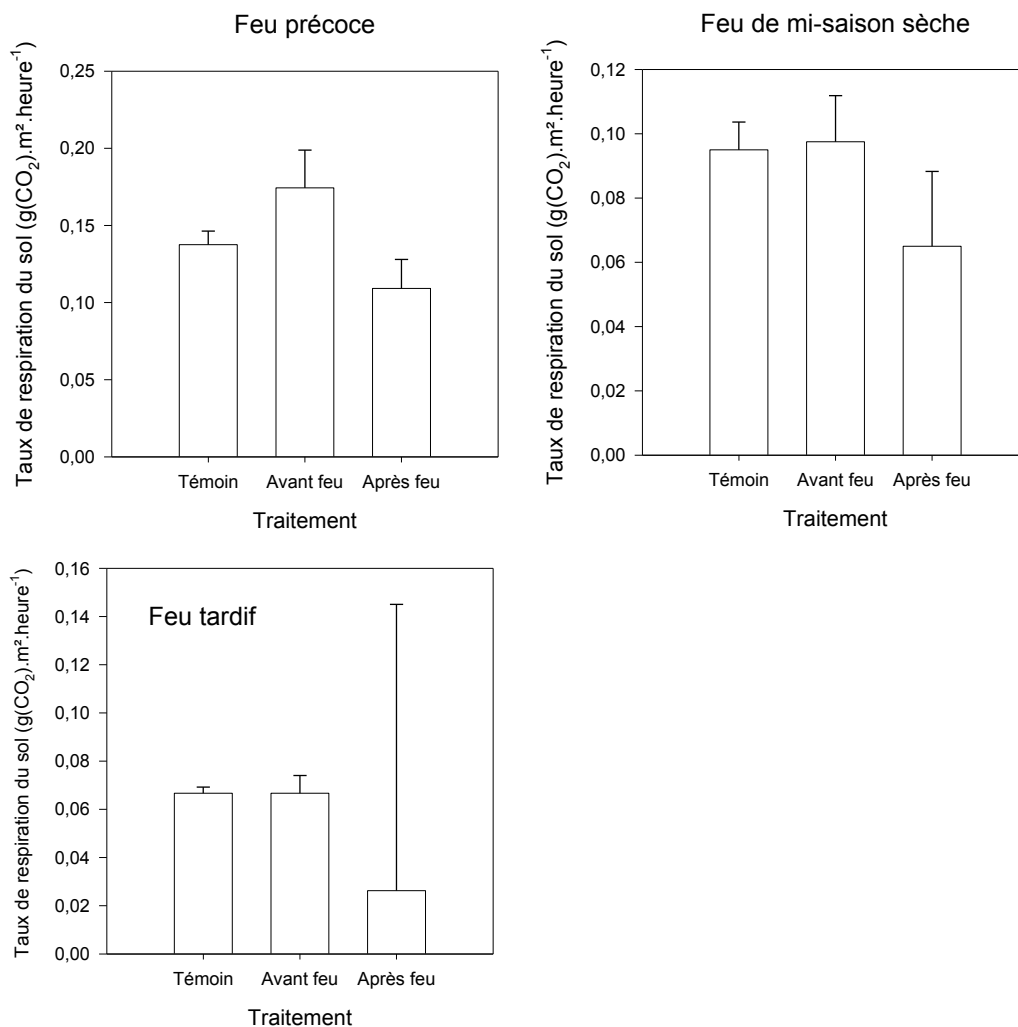 Feu précoce
Taux de respiration du sol (g(CO₂).m².heure⁻¹)
0,25
0,20
0,15
0,10
0,05
0,00
Témoin Avant feu Après feu
Traitement
Feu de mi-saison sèche
Taux de respiration du sol (g(CO₂).m².heure⁻¹)
0,12
0,10
0,08
0,06
0,04
0,02
0,00
Témoin Avant feu Après feu
Traitement
Feu tardif
Taux de respiration du sol (g(CO₂).m².heure⁻¹)
0,16
0,14
0,12
0,10
0,08
0,06
0,04
0,02
0,00
Témoin Avant feu Après feu
Traitement